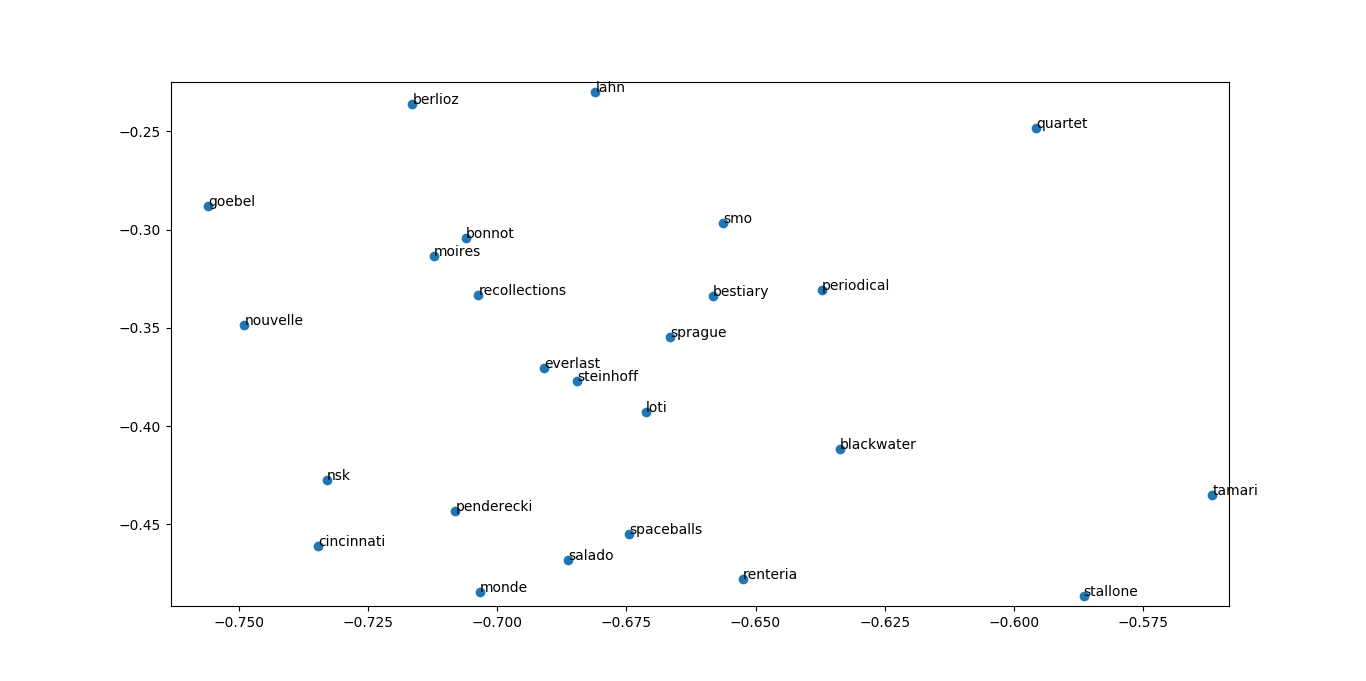 lahn
berlioz
quartet
−0.25
goebel
smo
−0.30
bonnot
moires
periodical
recollections
bestiary
nouvelle
−0.35
sprague
everlast
steinhoff
loti
−0.40
blackwater
nsk
tamari
penderecki
−0.45
spaceballs
cincinnati
salado
renteria
monde
stallone
−0.750 −0.725 −0.700 −0.675 −0.650 −0.625 −0.600 −0.575